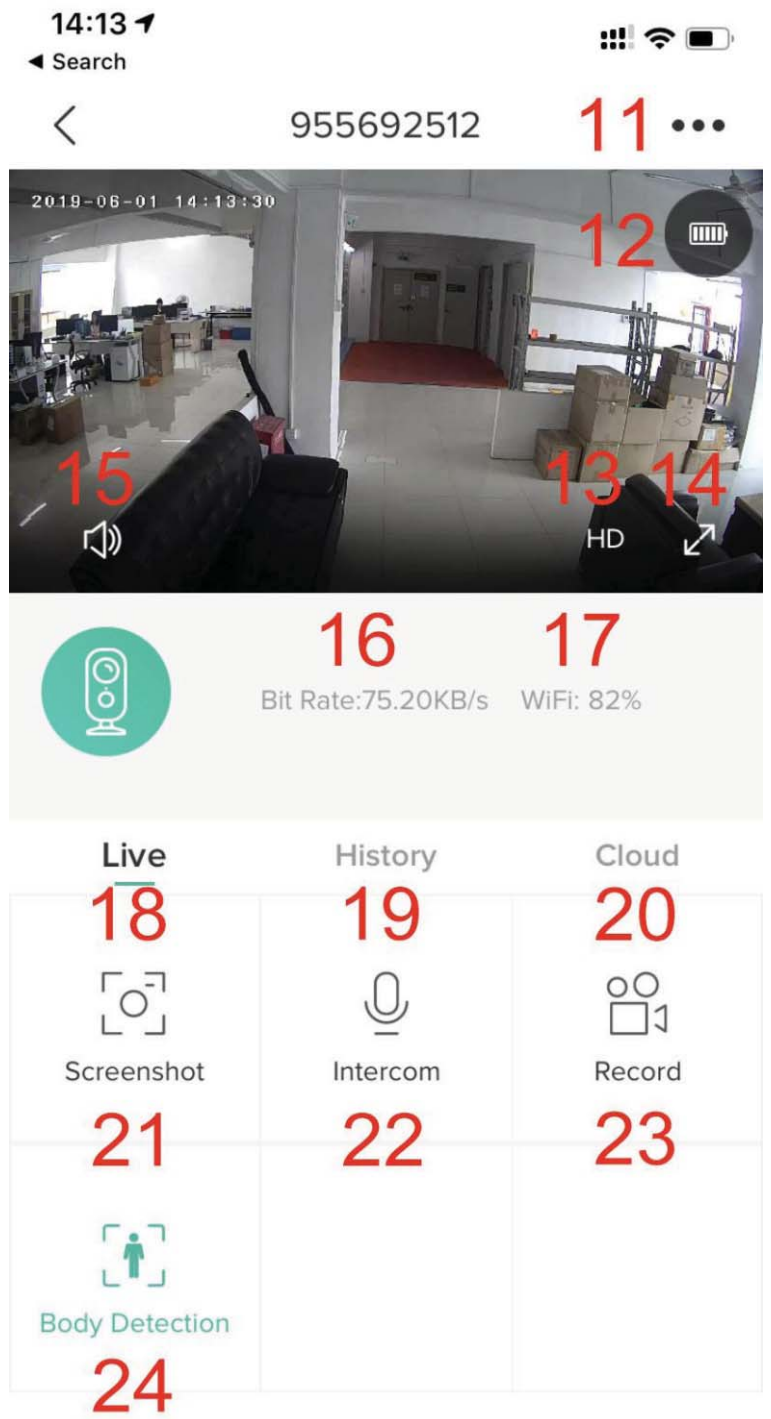 14:13
◀ Search
955692512 11 •••
2019-06-01 14:13:30
12
15 13 14
HD
16 17
Bit Rate:75.20KB/s WiFi: 82%
Live History Cloud
18 19 20
Screenshot Intercom Record
21 22 23
Body Detection
24